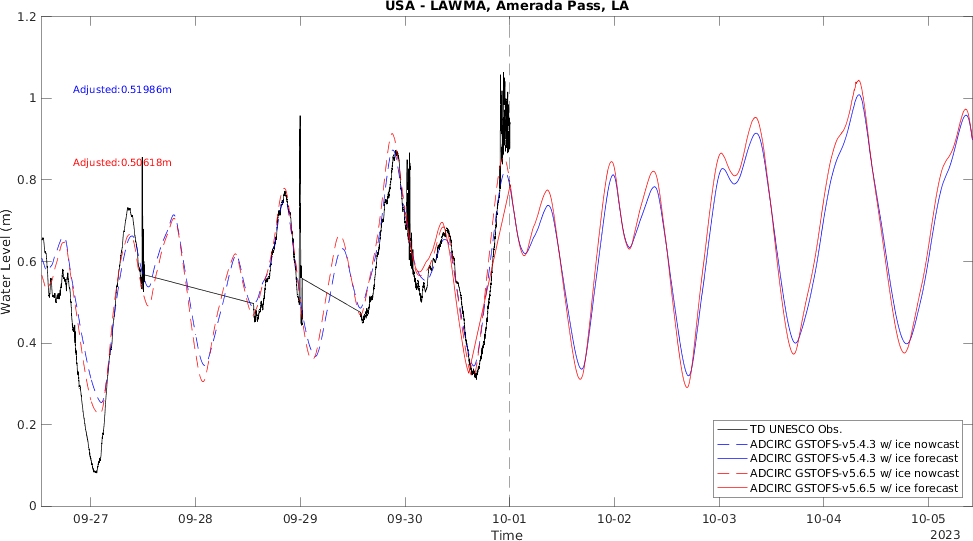 USA - LAWMA, Amerada Pass, LA
1.2
1
0.8
0.6
0.4
0.2
0
Water Level (m)
Adjusted:0.51986m
Adjusted:0.50618m
TD UNESCO Obs.
ADCIRC GSTOFS-v5.4.3 w/ ice nowcast
ADCIRC GSTOFS-v5.4.3 w/ ice forecast
ADCIRC GSTOFS-v5.6.5 w/ ice nowcast
ADCIRC GSTOFS-v5.6.5 w/ ice forecast
09-27 09-28 09-29 09-30 10-01 10-02 10-03 10-04 10-05
Time
2023